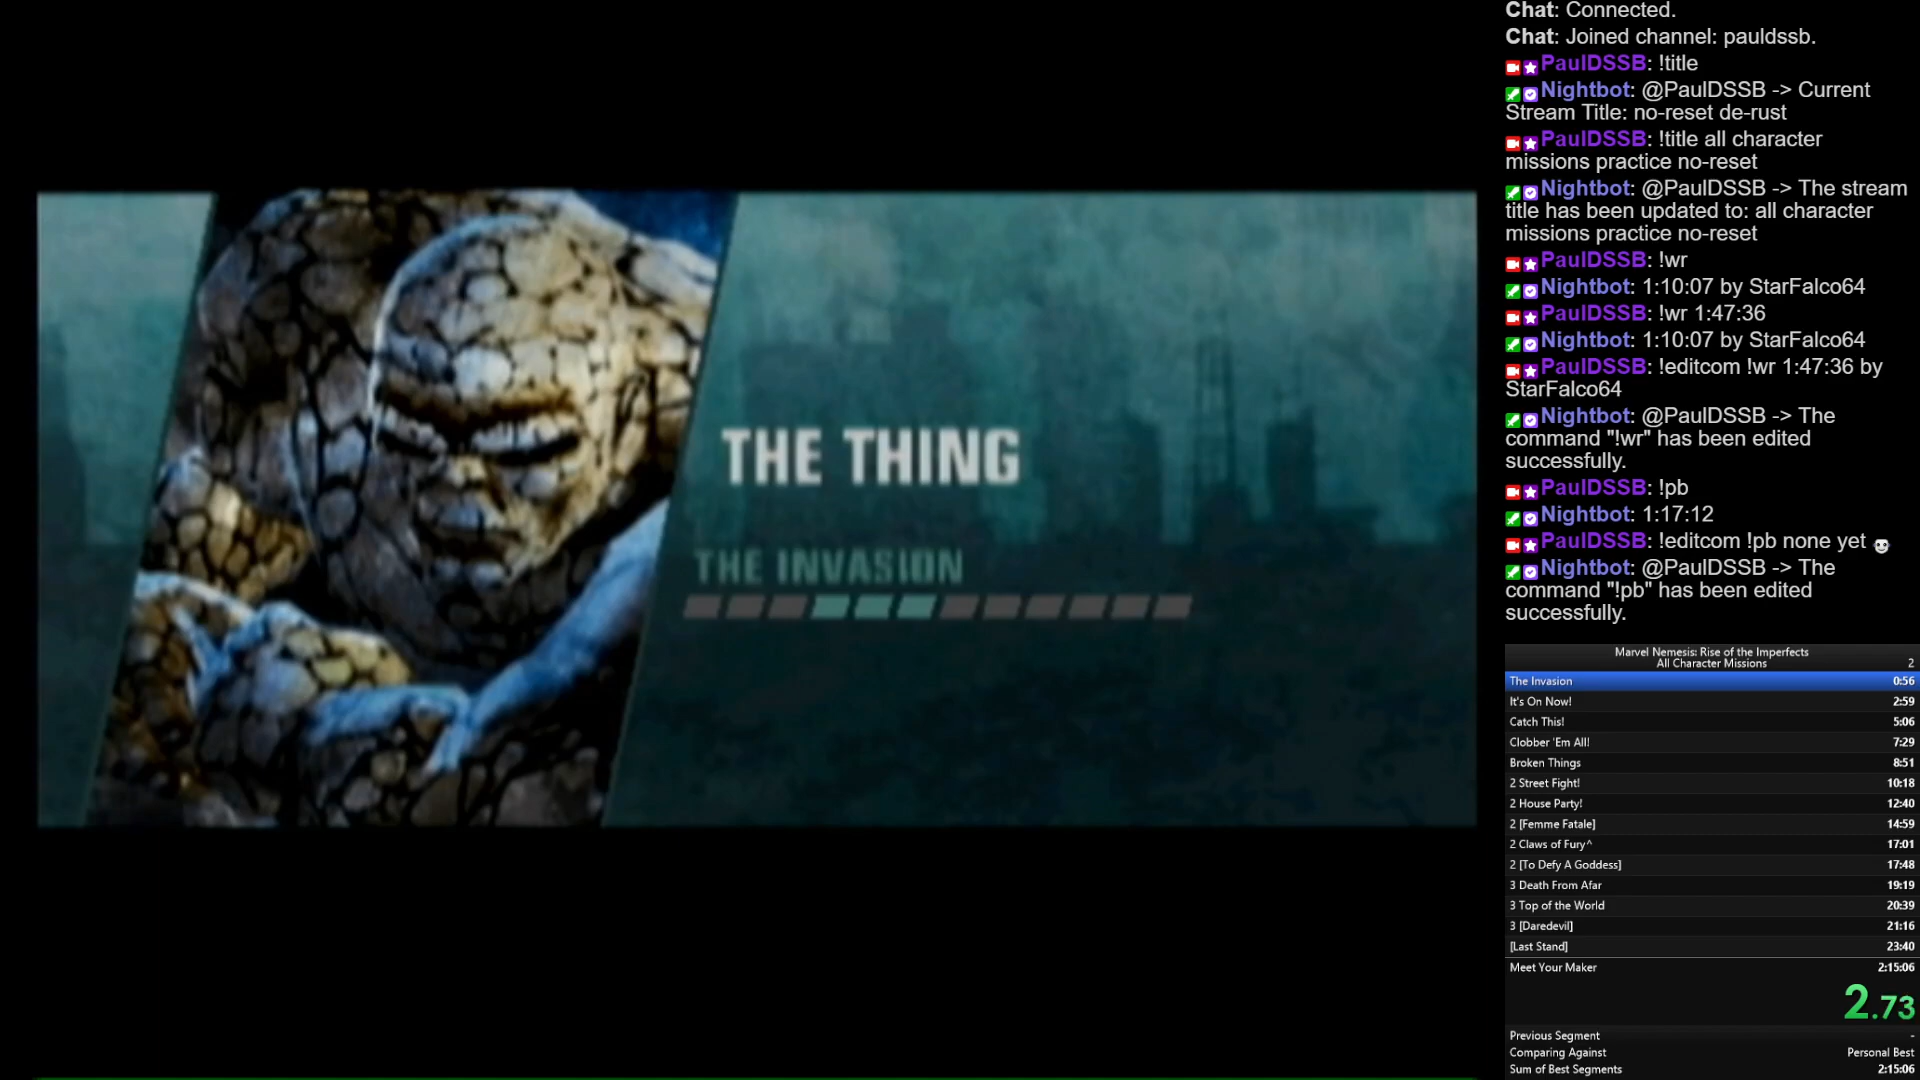 THE THING
THE INVASION
Chat: Connected.
Chat: Joined channel: pauldssb.
PaulDSSB: !title
Nightbot: @PaulDSSB -> Current
Stream Title: no-reset de-rust
PaulDSSB: !title all character
missions practice no-reset
Nightbot: @PaulDSSB -> The stream
title has been updated to: all character
missions practice no-reset
PaulDSSB: !wr
Nightbot: 1:10:07 by StarFalco64
PaulDSSB: !wr 1:47:36
Nightbot: 1:10:07 by StarFalco64
PaulDSSB: !editcom !wr 1:47:36 by
StarFalco64
Nightbot: @PaulDSSB -> The
command "!wr" has been edited
successfully.
PaulDSSB: !pb
Nightbot: 1:17:12
PaulDSSB: !editcom !pb none yet
Nightbot: @PaulDSSB -> The
command "!pb" has been edited
successfully.
Marvel Nemesis: Rise of the Imperfects
All Character Missions 2
The Invasion 0:56
It's On Now! 2:59
Catch This! 5:06
Clobber 'Em All! 7:29
Broken Things 8:51
2 Street Fight! 10:18
2 House Party! 12:40
2 [Femme Fatale] 14:59
2 Claws of Fury^ 17:01
2 [To Defy A Goddess] 17:48
3 Death From Afar 19:19
3 Top of the World 20:39
3 [Daredevil] 21:16
[Last Stand] 23:40
Meet Your Maker 2:15:06
2.73
Previous Segment -
Comparing Against Personal Best
Sum of Best Segments 2:15:06